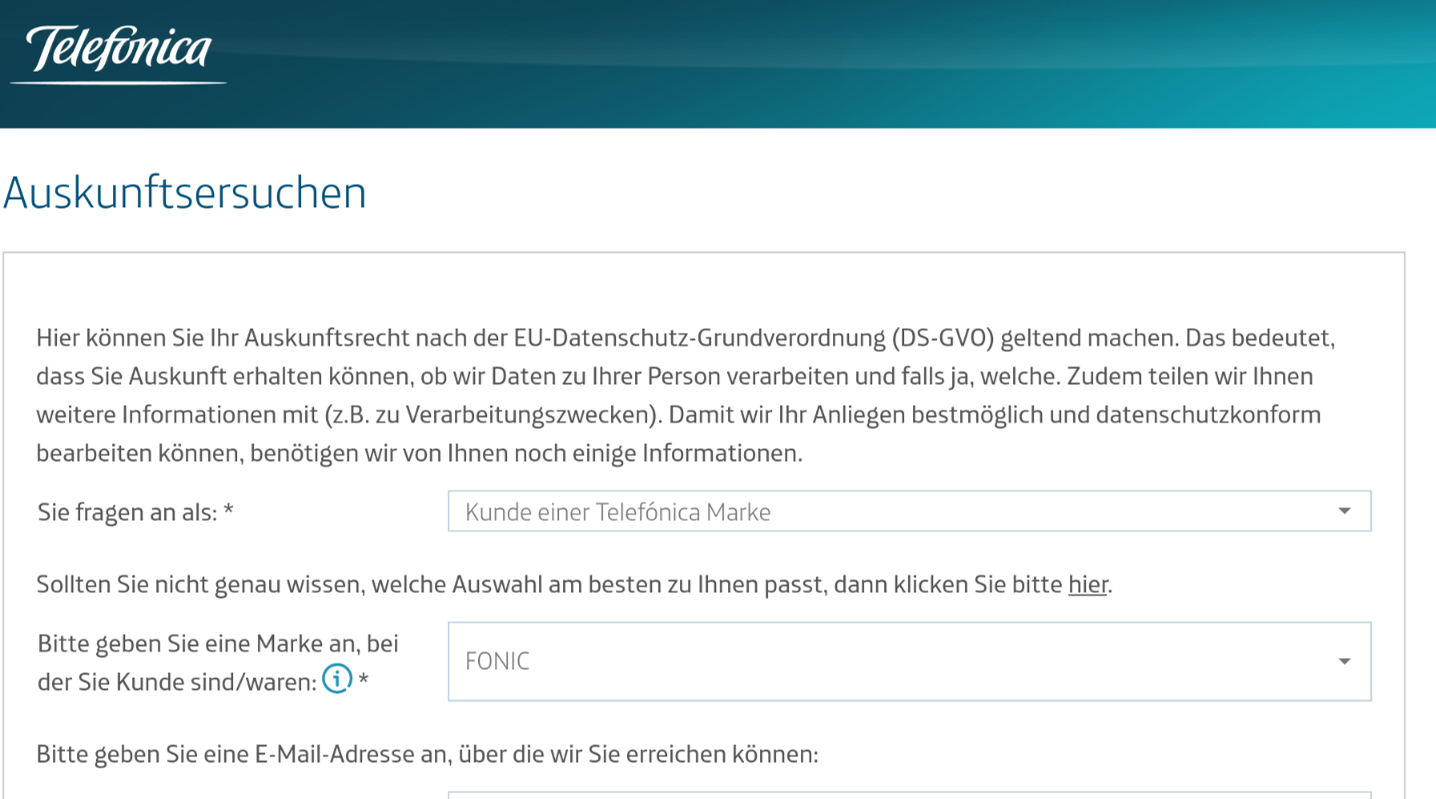 Telefónica
Auskunftsersuchen
Hier können Sie Ihr Auskunftsrecht nach der EU-Datenschutz-Grundverordnung (DS-GVO) geltend machen. Das bedeutet,
dass Sie Auskunft erhalten können, ob wir Daten zu Ihrer Person verarbeiten und falls ja, welche. Zudem teilen wir Ihnen
weitere Informationen mit (z.B. zu Verarbeitungszwecken). Damit wir Ihr Anliegen bestmöglich und datenschutzkonform
bearbeiten können, benötigen wir von Ihnen noch einige Informationen.
Sie fragen an als: *
Kunde einer Telefónica Marke
Sollten Sie nicht genau wissen, welche Auswahl am besten zu Ihnen passt, dann klicken Sie bitte hier.
Bitte geben Sie eine Marke an, bei
der Sie Kunde sind/waren: i *
FONIC
Bitte geben Sie eine E-Mail-Adresse an, über die wir Sie erreichen können: